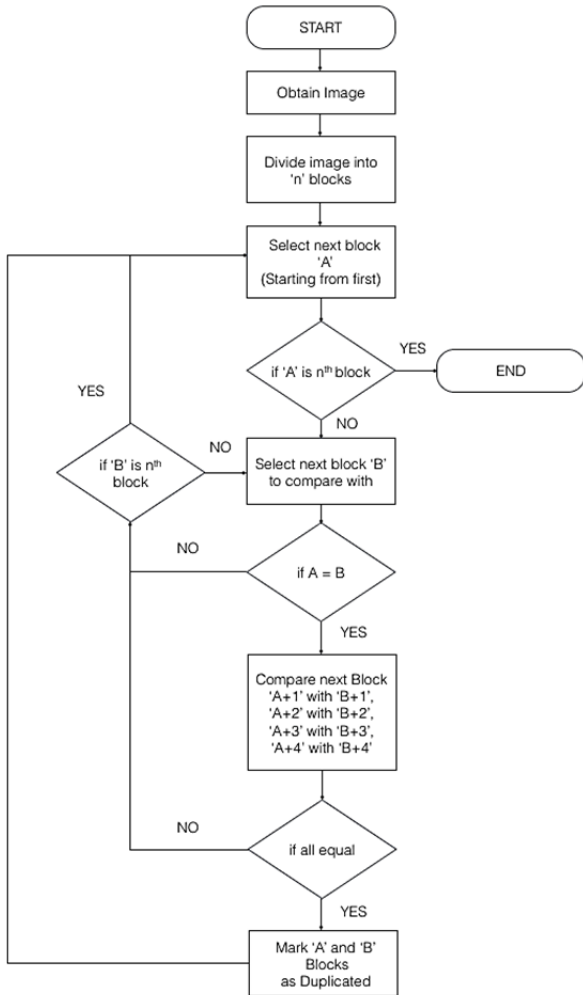 START
Obtain Image
Divide image into
‘n’ blocks
Select next block
‘A’
(Starting from first)
if ‘A’ is nth block
YES
END
NO
YES
if ‘B’ is nth
block
NO
Select next block ‘B’
to compare with
if A = B
NO
YES
Compare next Block
‘A+1’ with ‘B+1’,
‘A+2’ with ‘B+2’,
‘A+3’ with ‘B+3’,
‘A+4’ with ‘B+4’
if all equal
NO
YES
Mark ‘A’ and ‘B’
Blocks
as Duplicated